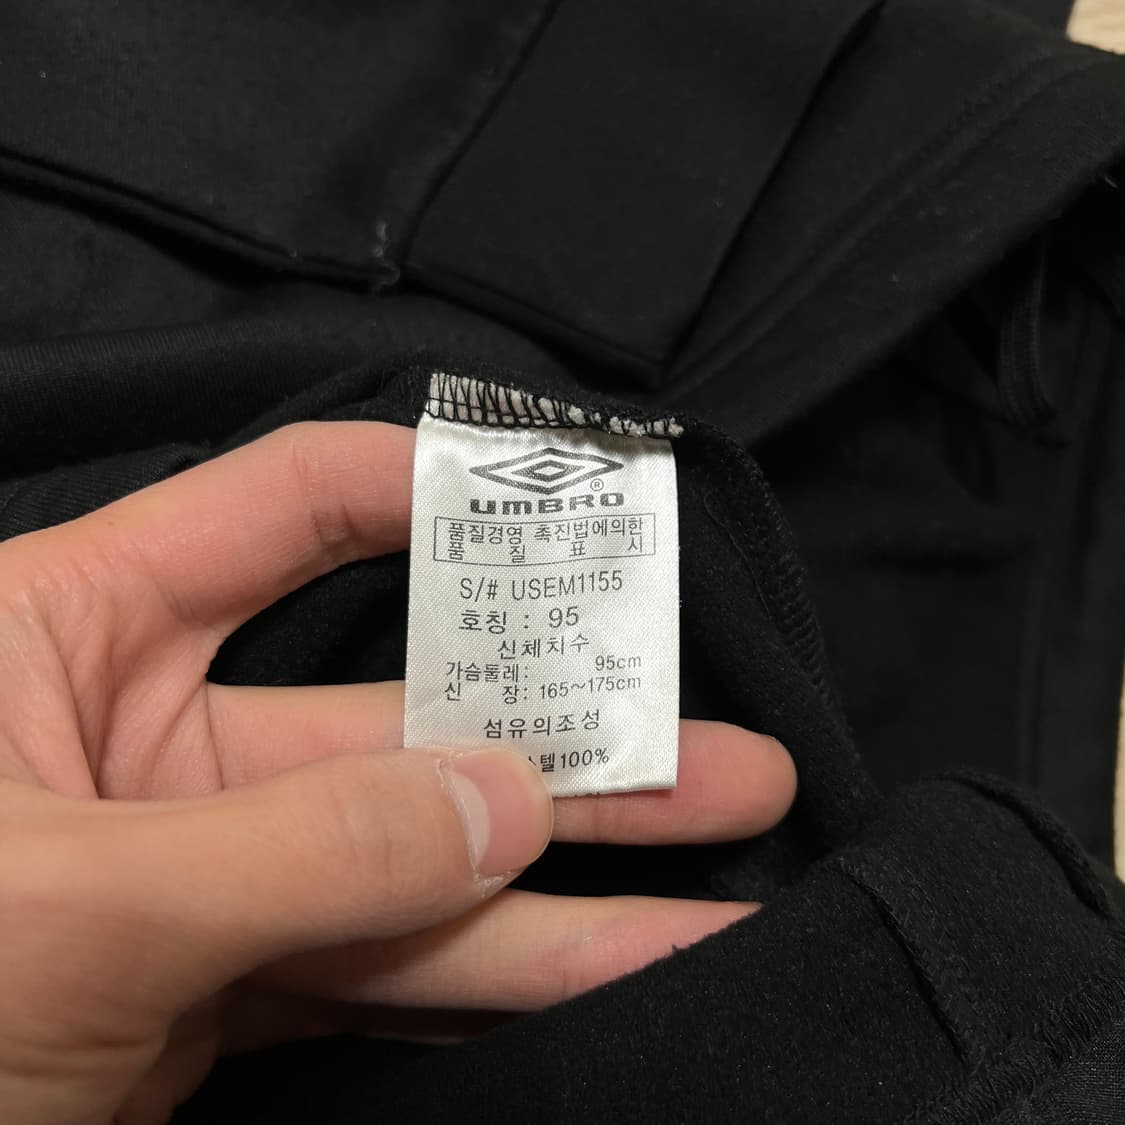 UMBRO ®
품질경영 촉진법에의한
품 질 표 시
S/# USEM1155
호칭 : 95
신체치수
가슴둘레: 95cm
신 장: 165~175cm
섬유의조성
텔100%